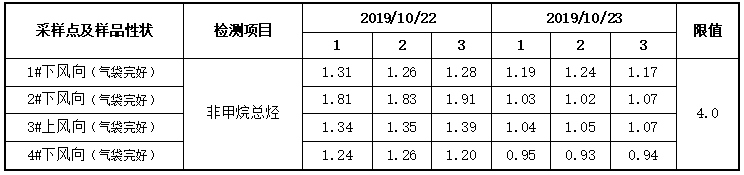 采样点及样品性状 检测项目 2019/10/22 2019/10/23 限值
1 2 3 1 2 3
1#下风向（气袋完好） 非甲烷总烃 1.31 1.26 1.28 1.19 1.24 1.17 4.0
2#下风向（气袋完好） 1.81 1.83 1.91 1.03 1.02 1.07
3#上风向（气袋完好） 1.34 1.35 1.39 1.04 1.05 1.07
4#下风向（气袋完好） 1.24 1.26 1.20 0.95 0.93 0.94